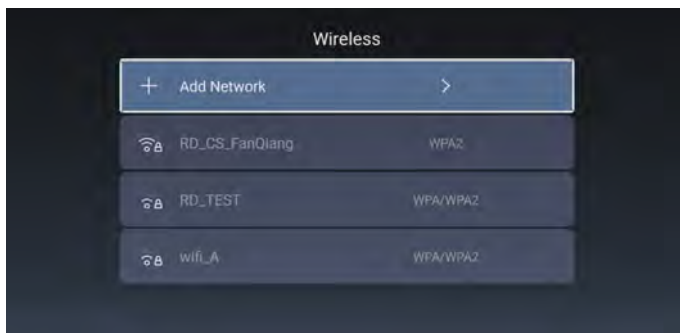 Wireless
Add Network
RD_CS_FanQiang WPA2
RD_TEST WPA/WPA2
wifi_A WPA/WPA2